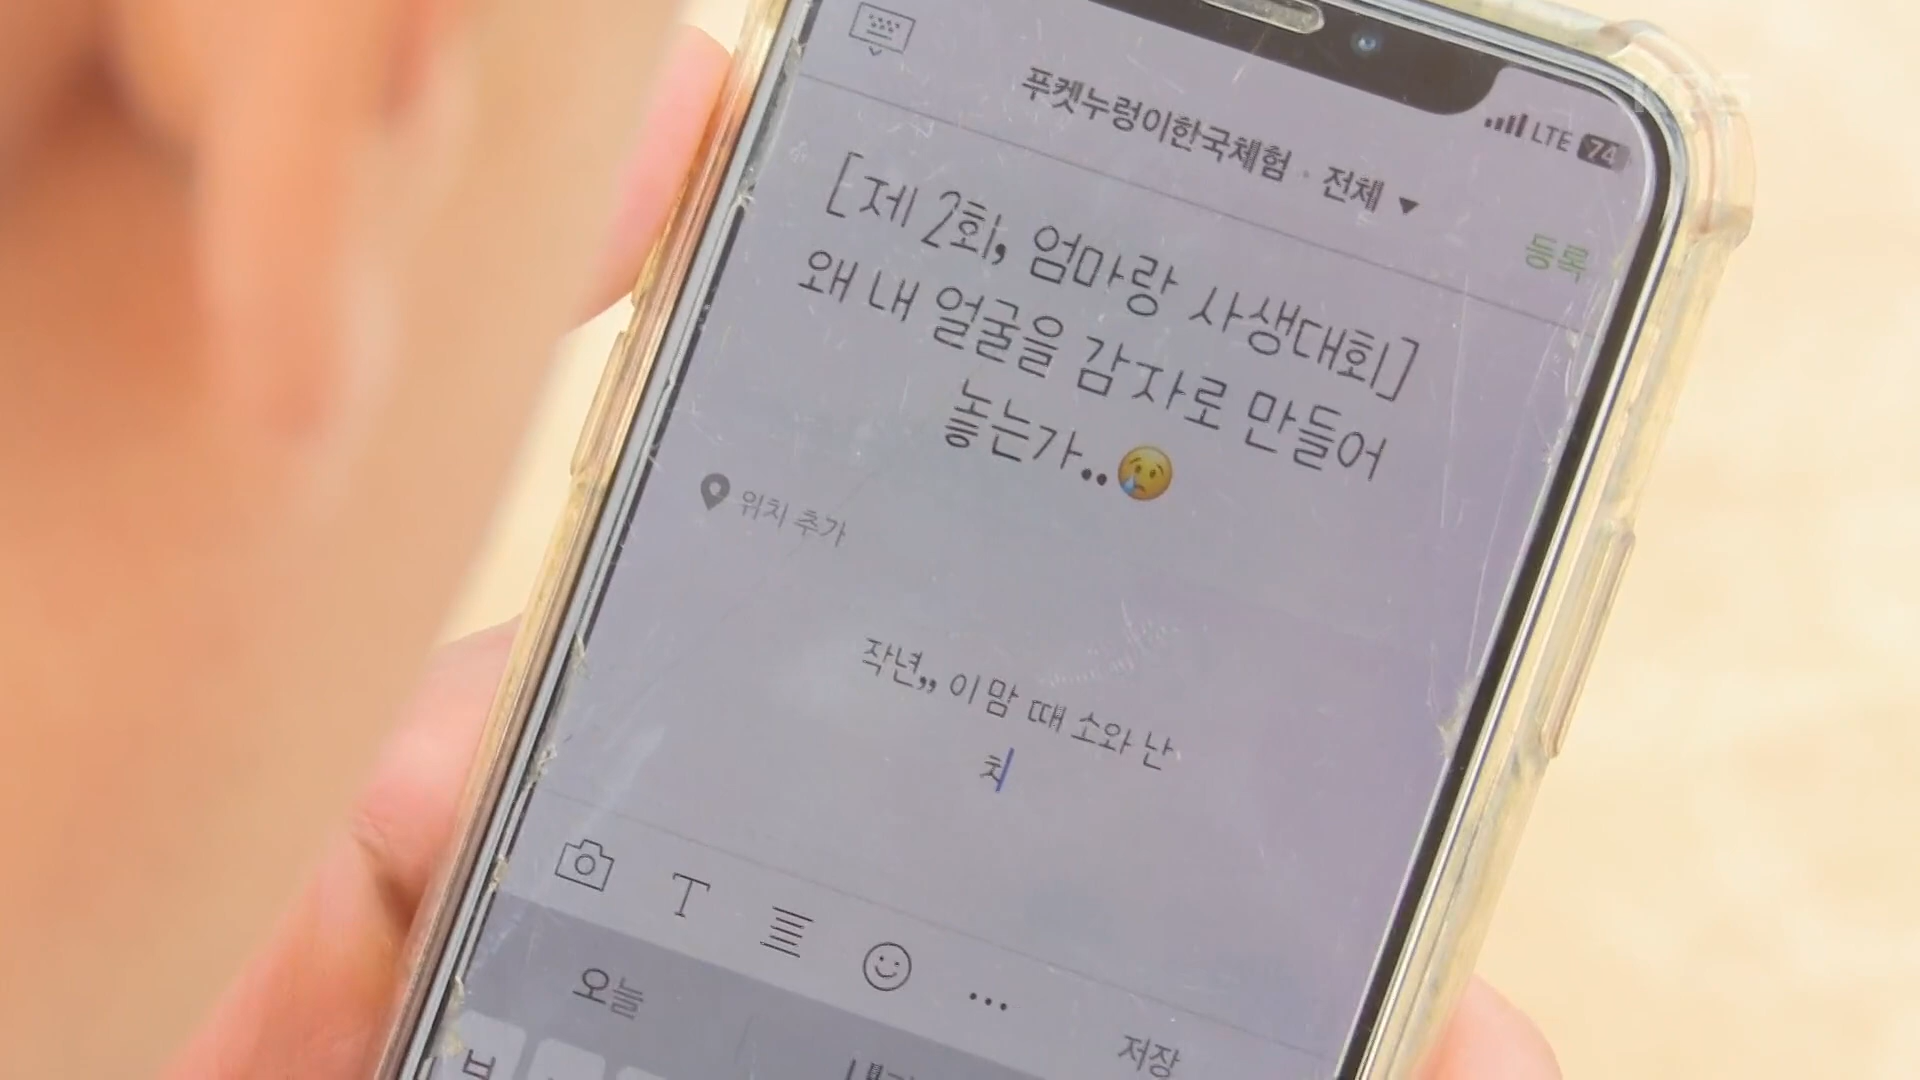 푸켓누렁이한국체험 · 전체 ▼
LTE 74
등록
[제 2회, 엄마랑 사생대회]
왜 내 얼굴을 감자로 만들어
놓는가..😢
위치 추가
작년,, 이맘 때 소와 난
치
오늘
저장